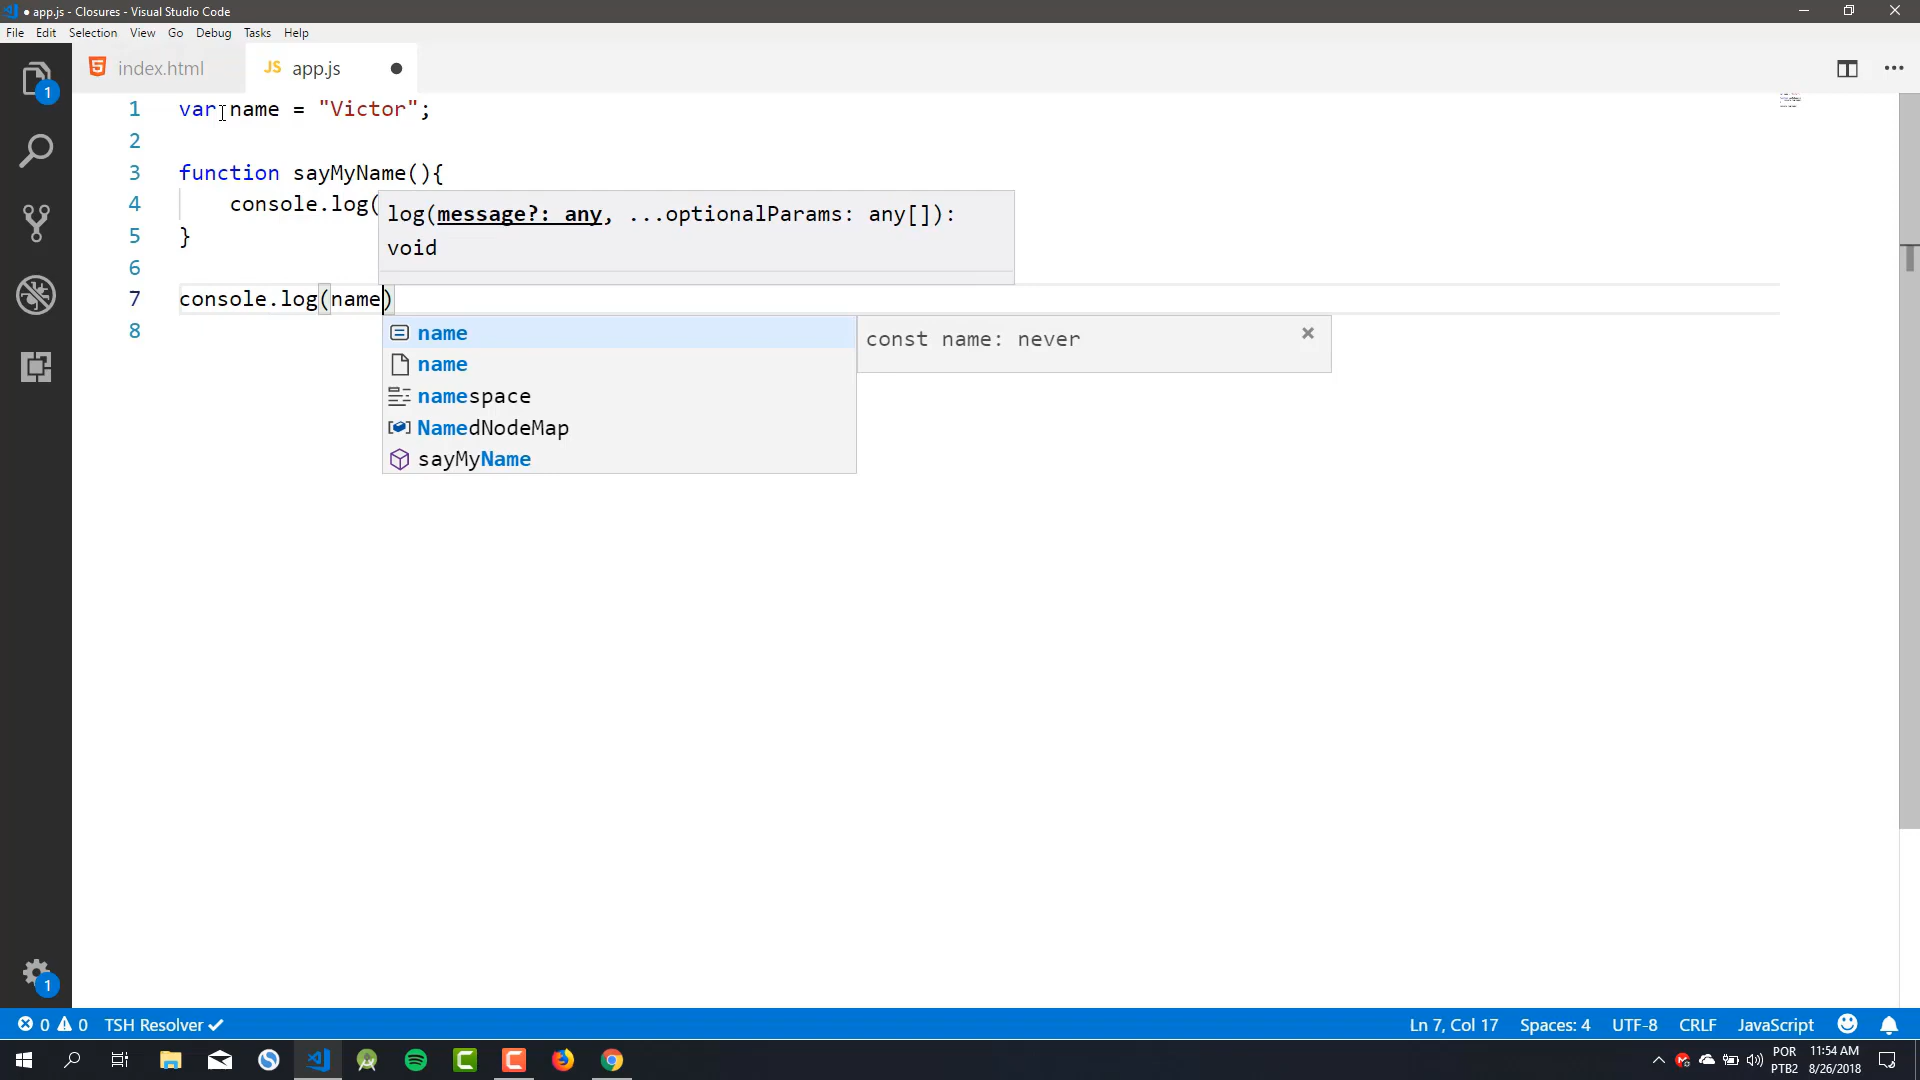 app.js - Closures - Visual Studio Code
File Edit Selection View Go Debug Tasks Help
1
index.html
JS app.js
1 var name = "Victor";
2
3 function sayMyName(){
4 console.log(
5 }
6
7 console.log(name)
8
log(message?: any, ...optionalParams: any[]):
void
name
name
namespace
NamedNodeMap
sayMyName
const name: never
1
0 0 TSH Resolver
Ln 7, Col 17 Spaces: 4 UTF-8 CRLF JavaScript
POR
PTB2
11:54 AM
8/26/2018